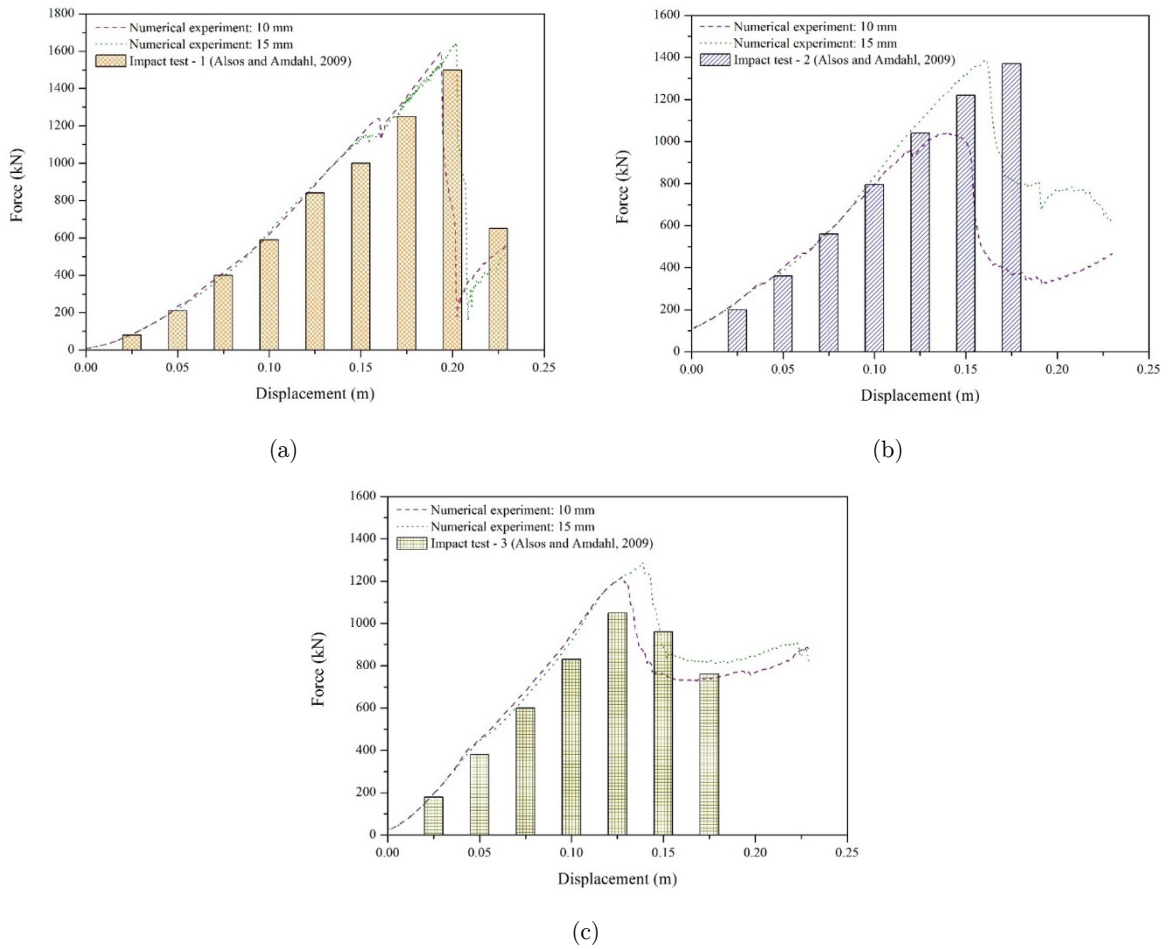 Numerical experiment: 10 mm
Numerical experiment: 15 mm
Impact test - 1 (Alsos and Amdahl, 2009)
1800
1600
1400
1200
1000
800
600
400
200
0
Force (kN)
0.00 0.05 0.10 0.15 0.20 0.25
Displacement (m)
(a)
Numerical experiment: 10 mm
Numerical experiment: 15 mm
Impact test - 2 (Alsos and Amdahl, 2009)
1600
1400
1200
1000
800
600
400
200
0
Force (kN)
0.00 0.05 0.10 0.15 0.20 0.25
Displacement (m)
(b)
Numerical experiment: 10 mm
Numerical experiment: 15 mm
Impact test - 3 (Alsos and Amdahl, 2009)
1600
1400
1200
1000
800
600
400
200
0
Force (kN)
0.00 0.05 0.10 0.15 0.20 0.25
Displacement (m)
(c)